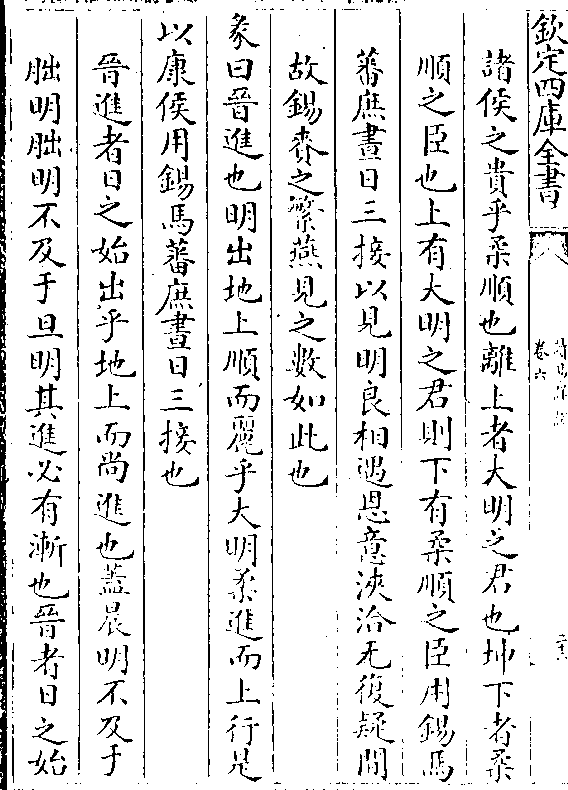 欽定四庫全書
卷六
諸侯之貴乎柔順也離上者大明之君也坤下者柔
順之臣也上有大明之君則下有柔順之臣用錫馬
蕃庶晝日三接以見明良相遇恩意浹洽无復疑間
故錫賚之繁燕見之數如此也
彖曰晉進也明出地上順而麗乎大明柔進而上行是
以康侯用錫馬蕃庶晝日三接也
晉進者日之始出乎地上而尚進也蓋晨明不及于
朏明朏明不及于旦明其進必有漸也晉者日之始